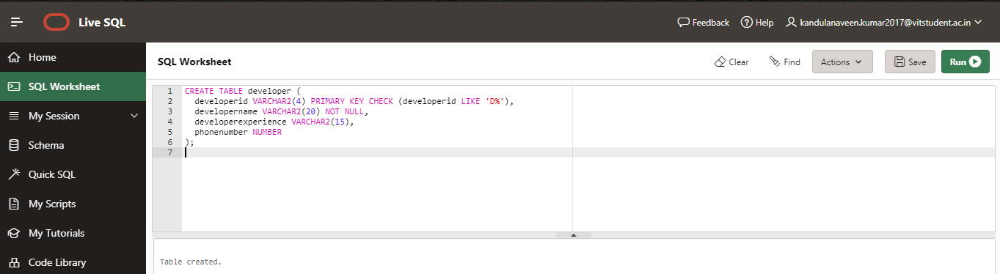 Live SQL
Feedback
Help
kandulanaveen.kumar2017@vitstudent.ac.in
Home
SQL Worksheet
My Session
Schema
Quick SQL
My Scripts
My Tutorials
Code Library
SQL Worksheet
Clear
Find
Actions
Save
Run
1 CREATE TABLE developer (
2   developerid VARCHAR2(4) PRIMARY KEY CHECK (developerid LIKE 'D%'),
3   developername VARCHAR2(20) NOT NULL,
4   developerexperience VARCHAR2(15),
5   phonenumber NUMBER
6 );
7
Table created.